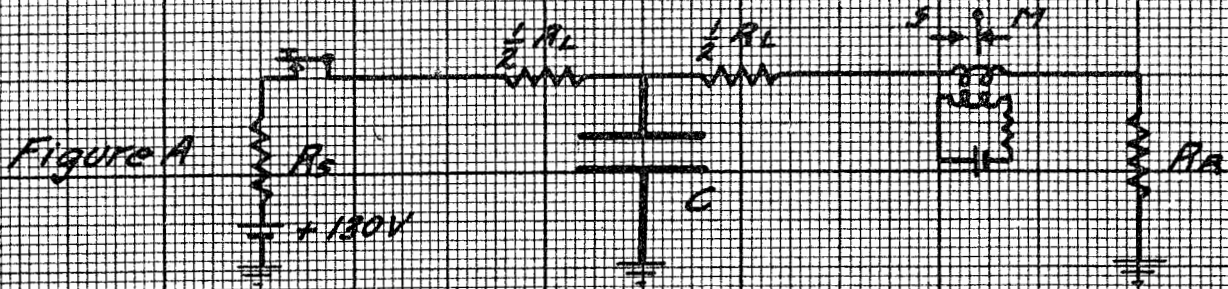 S M
1/2 RL 1/2 RL
Figure A
RS
RR
C
+130V